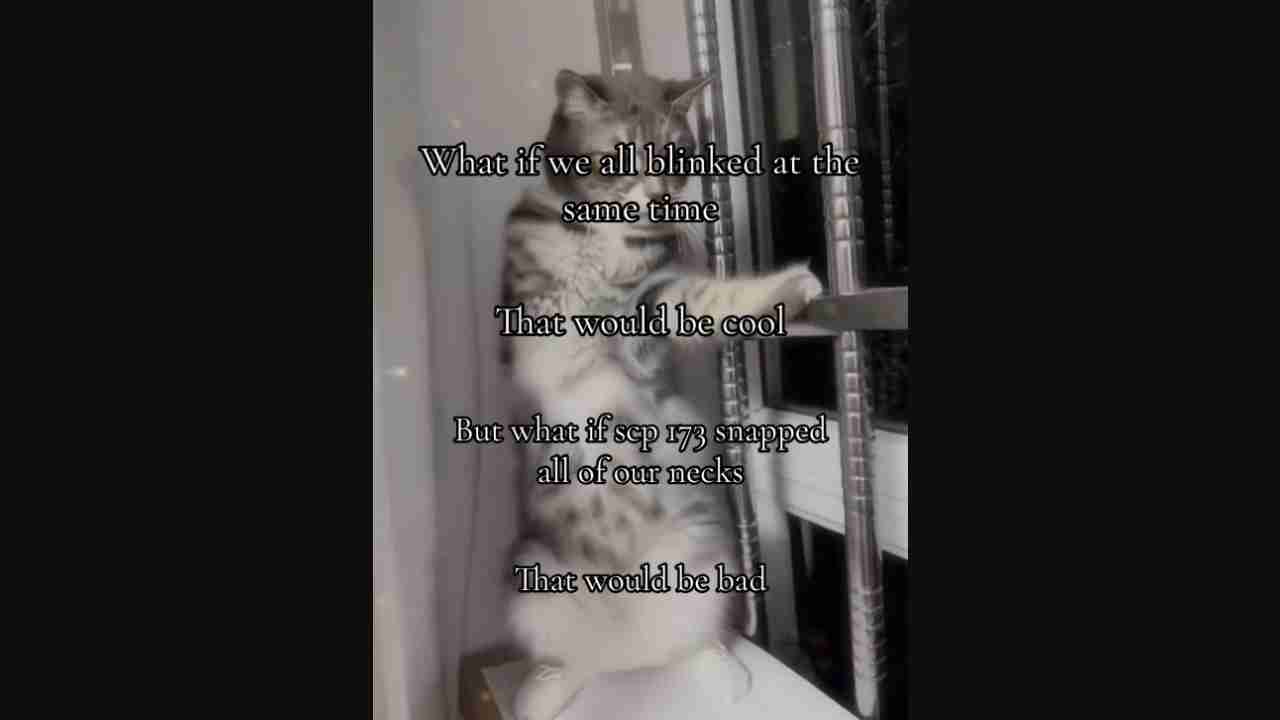 What if we all blinked at the
same time
That would be cool
But what if scp 173 snapped
all of our necks
That would be bad